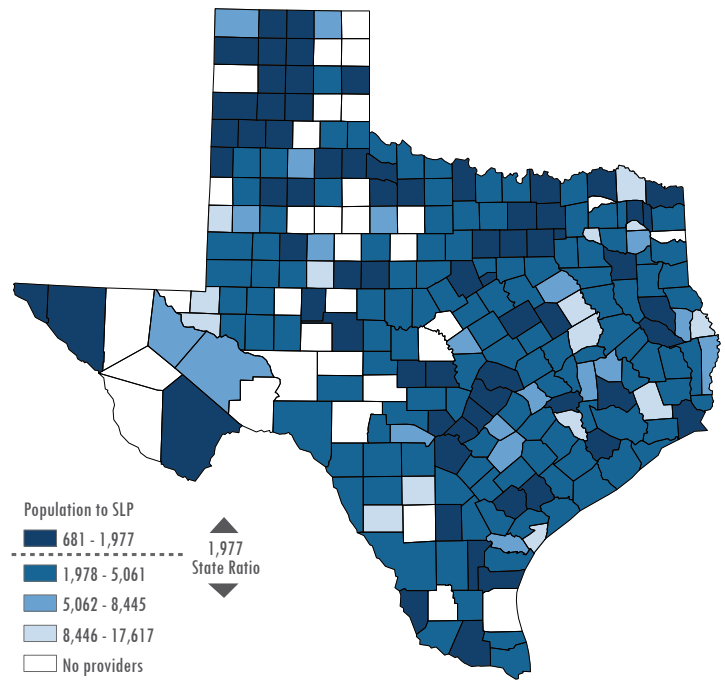 Population to SLP
681 - 1,977
1,978 - 5,061
5,062 - 8,445
8,446 - 17,617
No providers
1,977
State Ratio